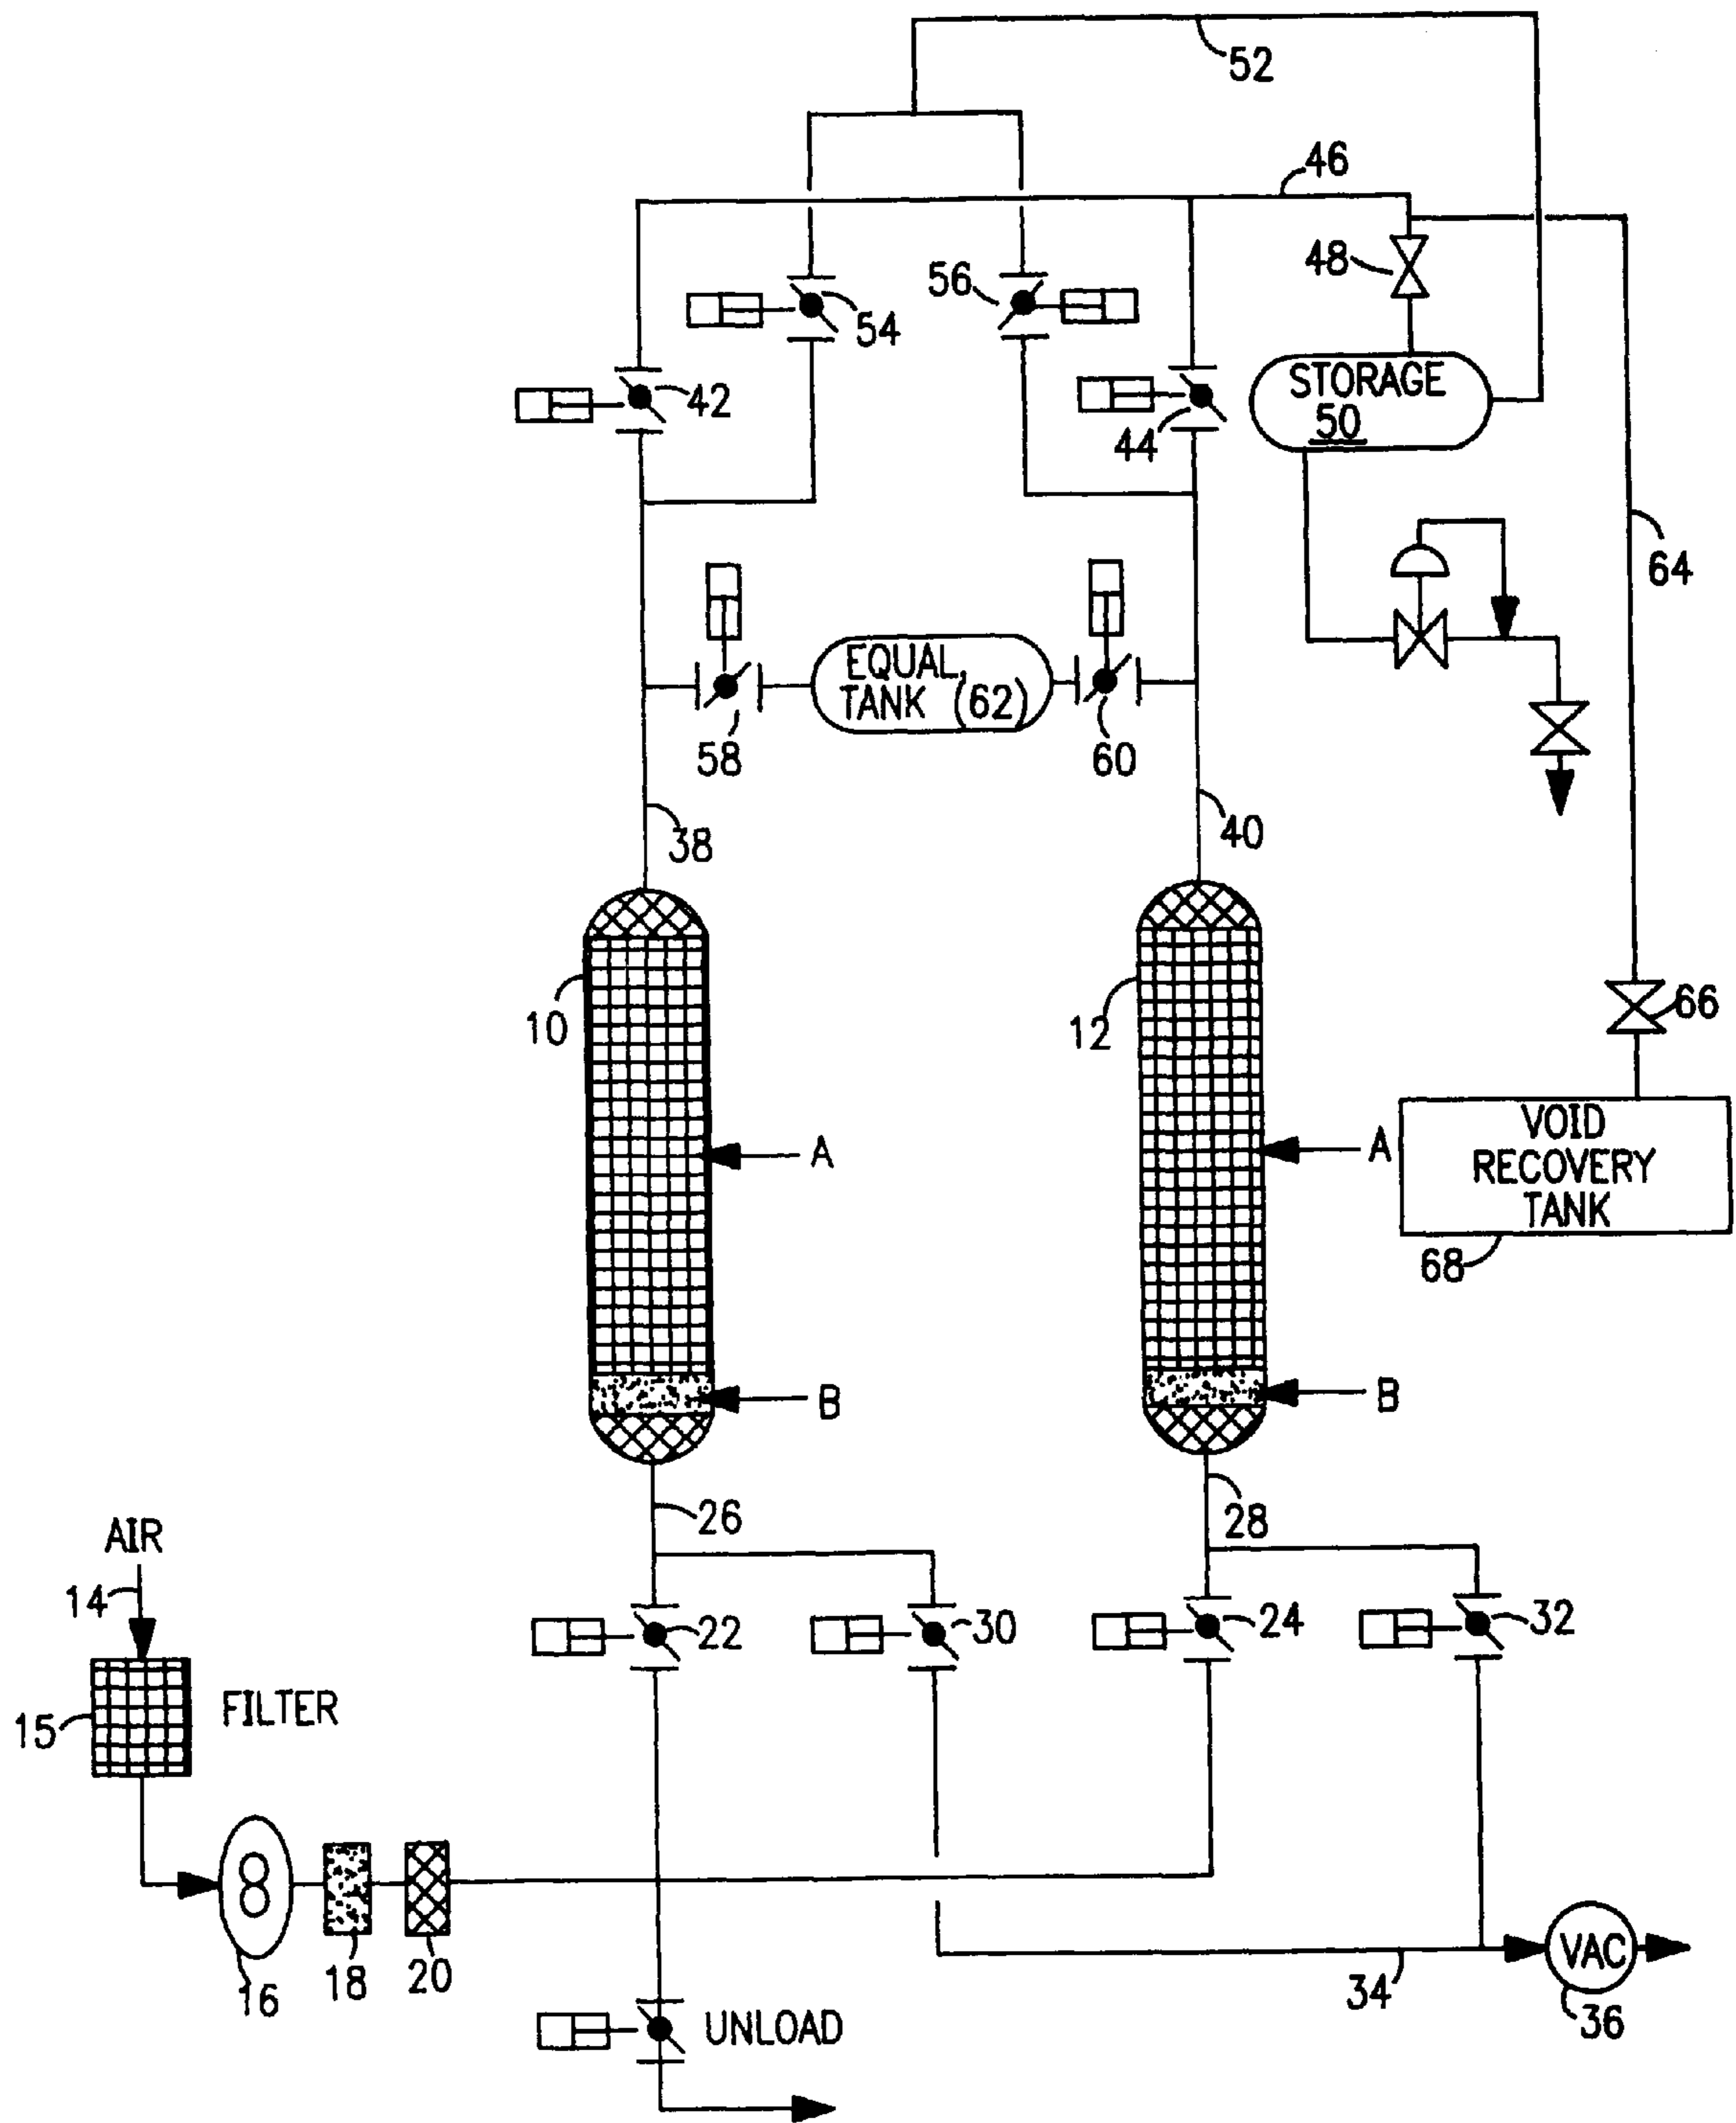 52
46
48
56
54
42
44
STORAGE
50
64
EQUAL.
TANK (62)
58
60
38
40
10
12
66
A
A
VOID
RECOVERY
TANK
68
B
B
26
28
AIR
14
22
30
24
32
15
FILTER
16
18
20
34
VAC
36
UNLOAD